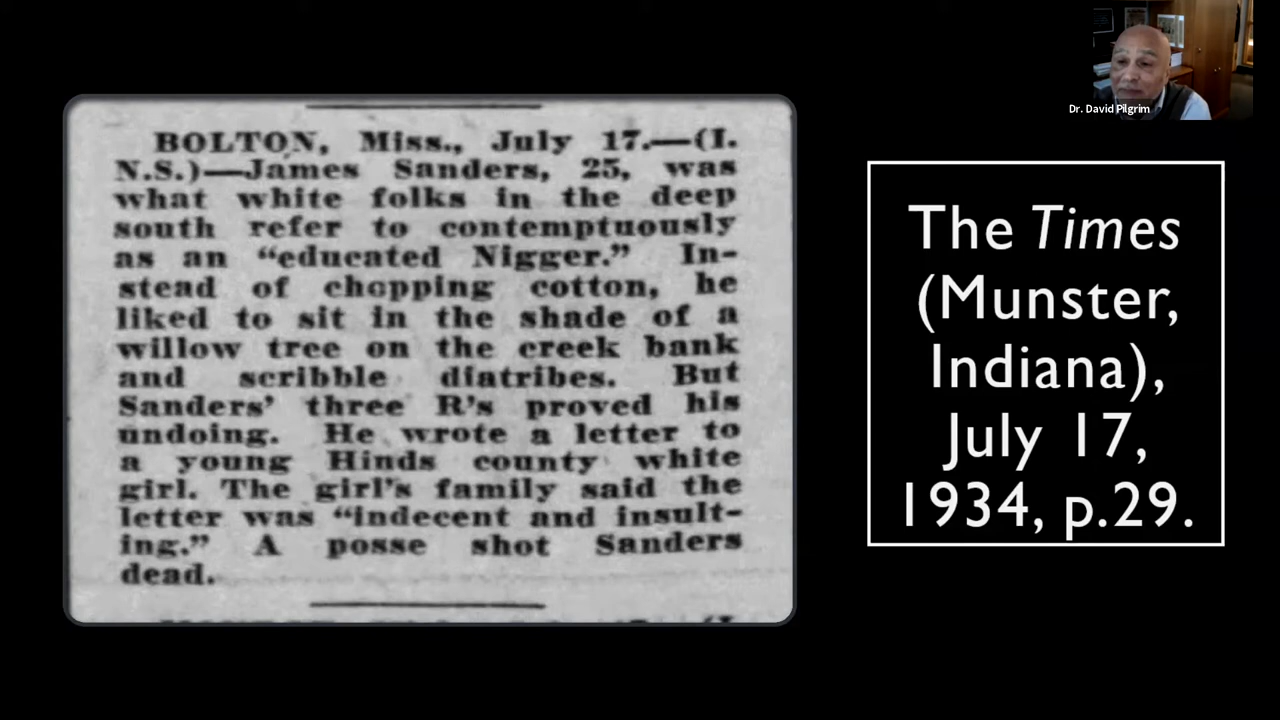 BOLTON, Miss., July 17.—(I.
N.S.)—James Sanders, 25, was
what white folks in the deep
south refer to contemptuously
as an “educated Nigger.” In-
stead of chopping cotton, he
liked to sit in the shade of a
willow tree on the creek bank
and scribble diatribes. But
Sanders’ three R’s proved his
undoing. He wrote a letter to
a young Hinds county white
girl. The girl’s family said the
letter was “indecent and insult-
ing.” A posse shot Sanders
dead.
The Times
(Munster,
Indiana),
July 17,
1934, p.29.
Dr. David Pilgrim